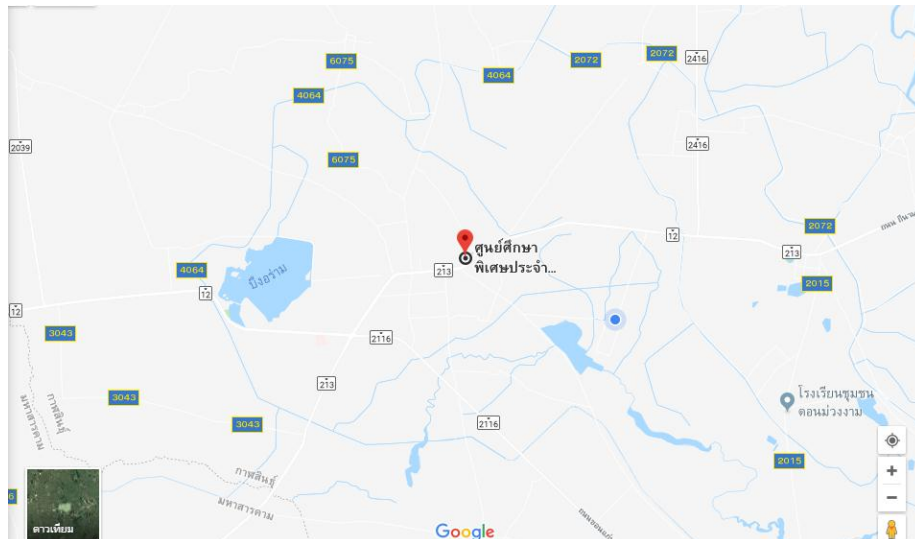 6075
2072
2072
2416
4064
4064
2039
2416
6075
2072
12
213
ศูนย์ศึกษา
พิเศษประจำ...
213
4064
บึงอร่าม
2015
12
12
3043
2116
213
3043
โรงเรียนชุมชน
ดอนม่วงงาม
กาฬสินธุ์
มหาสารคาม
3043
2116
2015
กาฬสินธุ์
มหาสารคาม
ดาวเทียม
Google